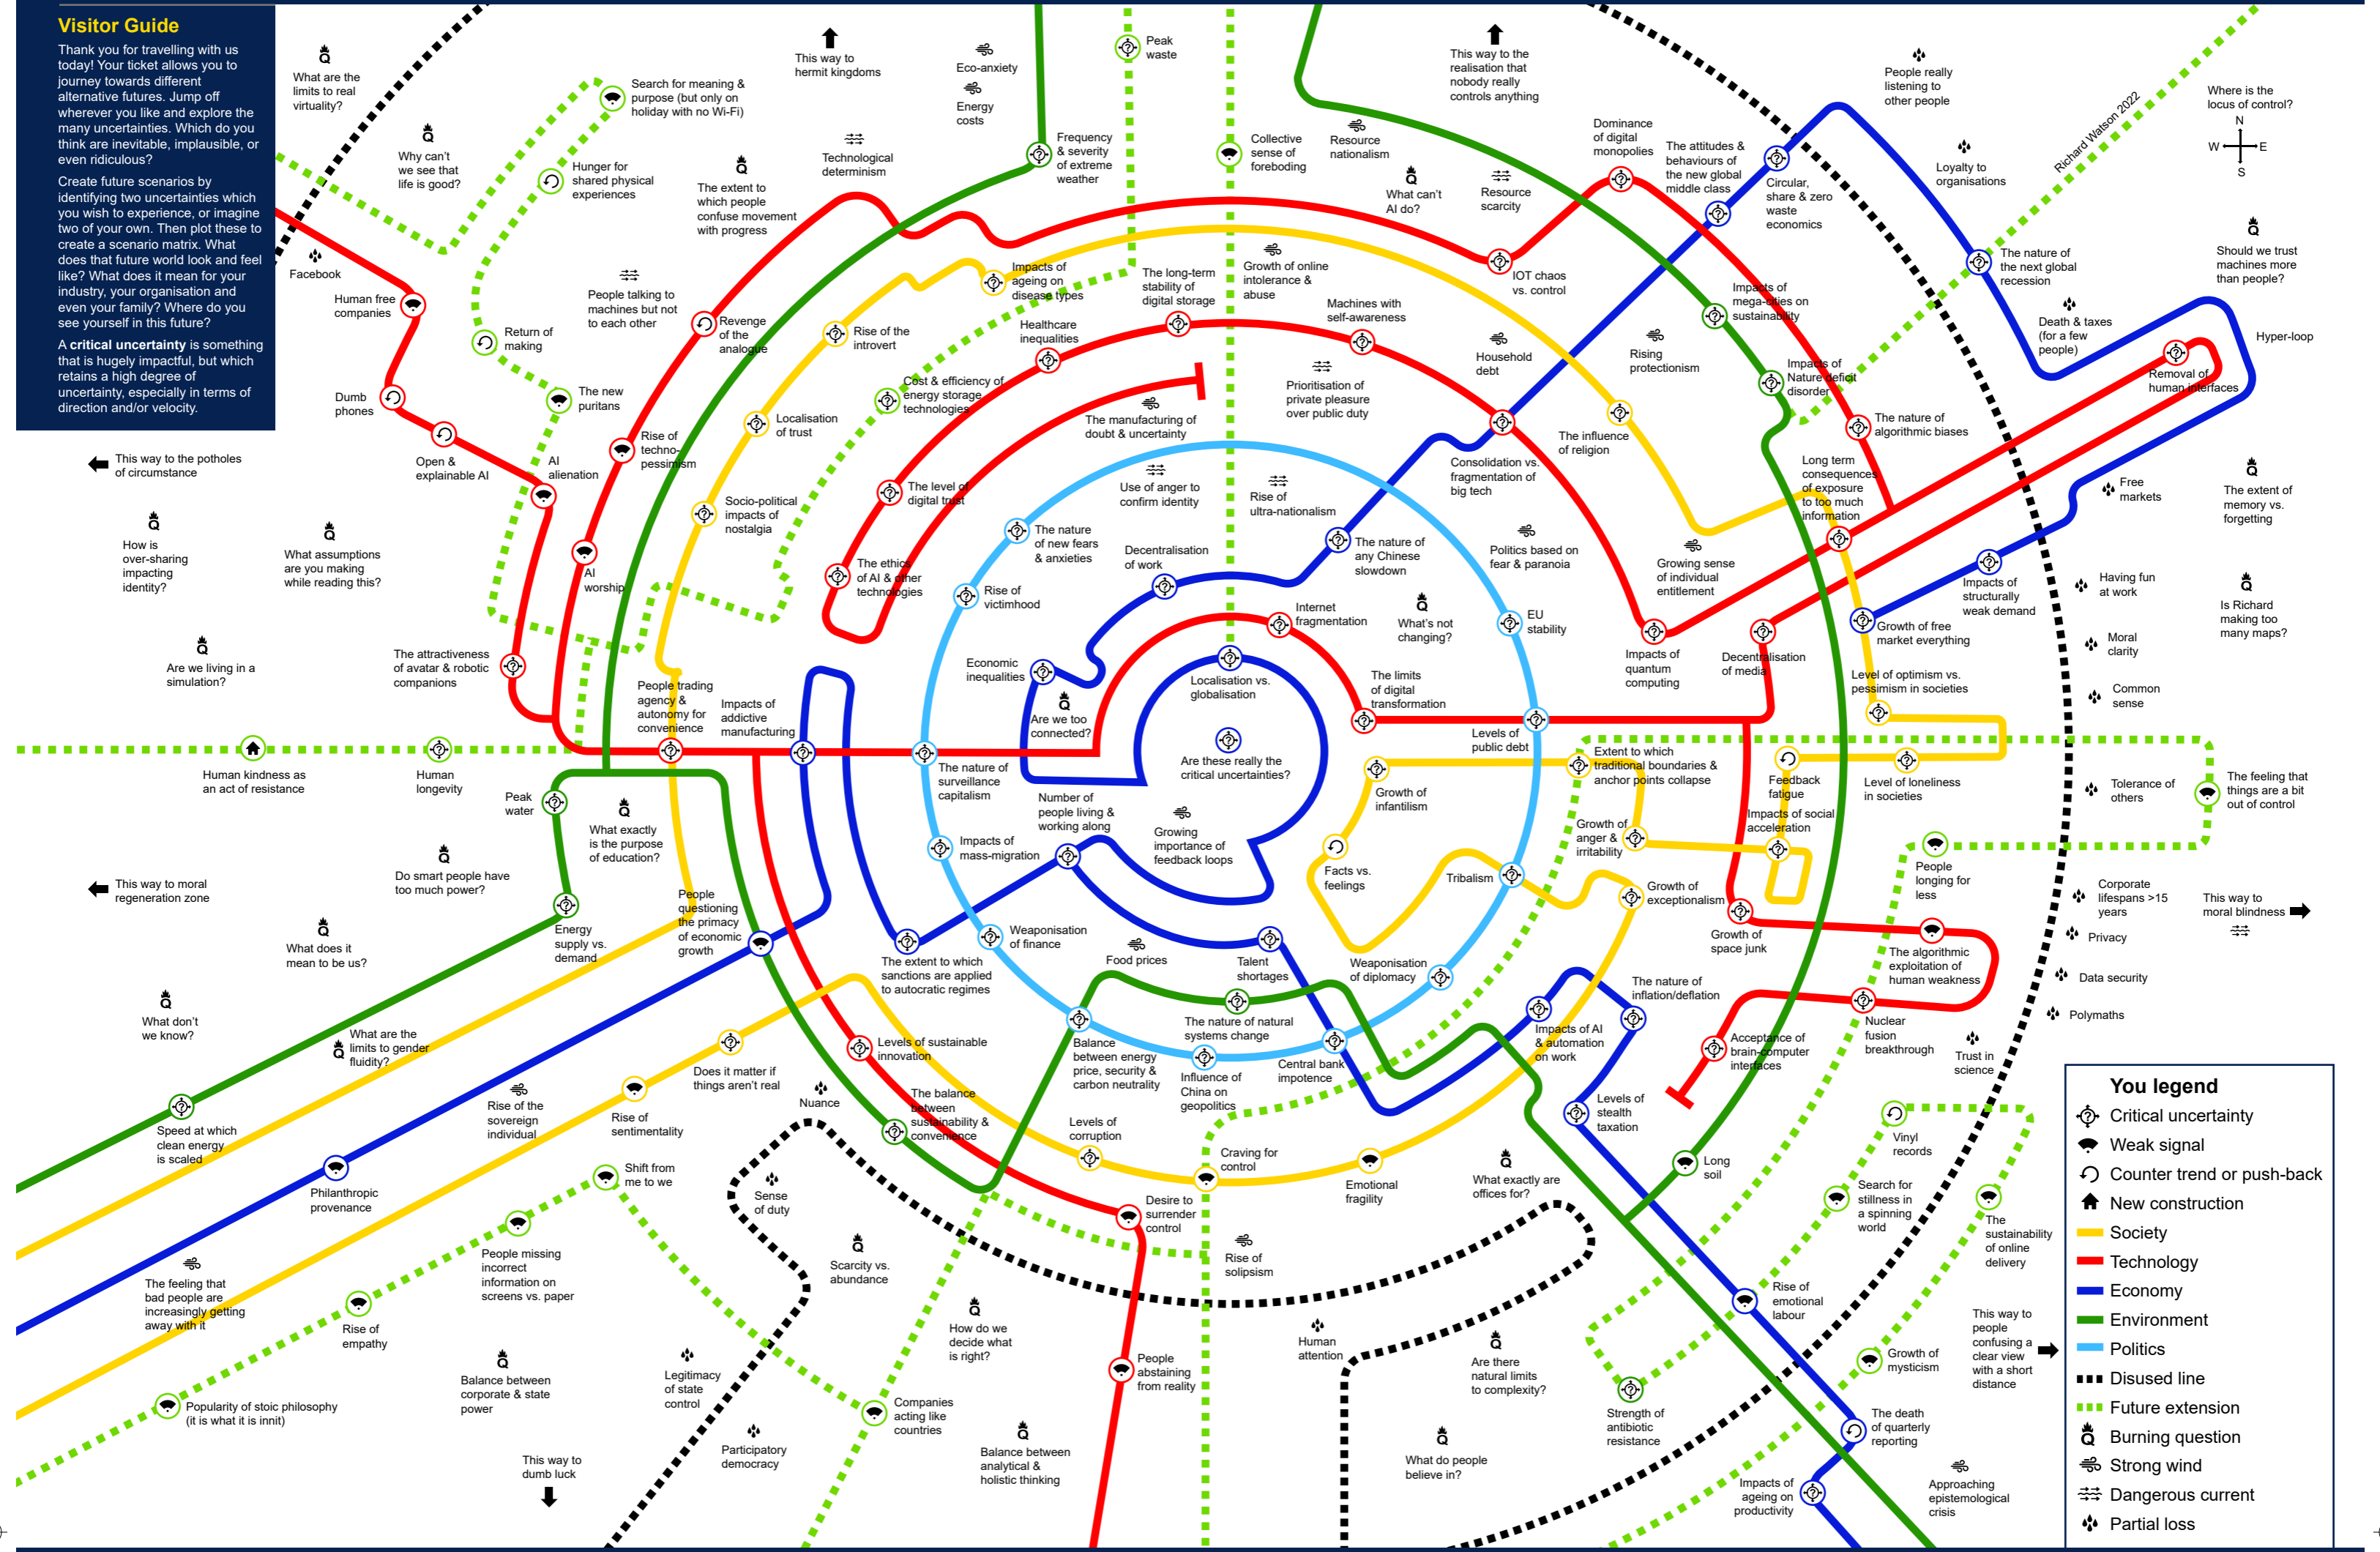 Visitor Guide
Thank you for travelling with us
today! Your ticket allows you to
journey towards different
alternative futures. Jump off
wherever you like and explore the
many uncertainties. Which do you
think are inevitable, implausible, or
even ridiculous?
Create future scenarios by
identifying two uncertainties which
you wish to experience, or imagine
two of your own. Then plot these to
create a scenario matrix. What
does that future world look and feel
like? What does it mean for your
industry, your organisation and
even your family? Where do you
see yourself in this future?
A critical uncertainty is something
that is hugely impactful, but which
retains a high degree of
uncertainty, especially in terms of
direction and/or velocity.
What are the
limits to real
virtuality?
Why can't
we see that
life is good?
Search for meaning &
purpose (but only on
holiday with no Wi-Fi)
Hunger for
shared physical
experiences
This way to
hermit kingdoms
Technological
determinism
The extent to
which people
confuse movement
with progress
Eco-anxiety
Energy
costs
Frequency
& severity
of extreme
weather
Peak
waste
Collective
sense of
foreboding
Resource
nationalism
This way to the
realisation that
nobody really
controls anything
What can't
AI do?
Resource
scarcity
Dominance
of digital
monopolies
The attitudes &
behaviours of
the new global
middle class
Circular,
share & zero
waste
economics
People really
listening to
other people
Loyalty to
organisations
Richard Watson 2022
Where is the
locus of control?
N
W
E
S
Should we trust
machines more
than people?
Facebook
Human free
companies
Return of
making
People talking to
machines but not
to each other
Revenge
of the
analogue
Rise of the
introvert
Impacts of
ageing on
disease types
The long-term
stability of
digital storage
Growth of online
intolerance &
abuse
Healthcare
inequalities
Machines with
self-awareness
IOT chaos
vs. control
Household
debt
Rising
protectionism
Impacts of
mega-cities on
sustainability
The nature of
the next global
recession
Death & taxes
(for a few
people)
Hyper-loop
Removal of
human interfaces
Dumb
phones
The new
puritans
Open &
explainable AI
AI
alienation
Rise of
techno-
pessimism
Localisation
of trust
Cost & efficiency of
energy storage
technologies
The manufacturing of
doubt & uncertainty
Prioritisation of
private pleasure
over public duty
Impacts of
Nature deficit
disorder
The nature of
algorithmic biases
The influence
of religion
Consolidation vs.
fragmentation of
big tech
Long term
consequences
of exposure
to too much
information
Free
markets
The extent of
memory vs.
forgetting
This way to the potholes
of circumstance
How is
over-sharing
impacting
identity?
What assumptions
are you making
while reading this?
AI
worship
Socio-political
impacts of
nostalgia
The level of
digital trust
Use of anger to
confirm identity
Rise of
ultra-nationalism
The nature
of new fears
& anxieties
Decentralisation
of work
The nature of
any Chinese
slowdown
Politics based on
fear & paranoia
Growing sense
of individual
entitlement
Impacts of
structurally
weak demand
Having fun
at work
Is Richard
making too
many maps?
The ethics
of AI & other
technologies
Rise of
victimhood
Internet
fragmentation
What's not
changing?
EU
stability
Growth of free
market everything
Moral
clarity
Are we living in a
simulation?
The attractiveness
of avatar & robotic
companions
People trading
agency &
autonomy for
convenience
Impacts of
addictive
manufacturing
Economic
inequalities
Are we too
connected?
Localisation vs.
globalisation
The limits
of digital
transformation
Impacts of
quantum
computing
Decentralisation
of media
Level of optimism vs.
pessimism in societies
Common
sense
Human kindness as
an act of resistance
Human
longevity
Peak
water
What exactly
is the purpose
of education?
The nature of
surveillance
capitalism
Are these really the
critical uncertainties?
Levels of
public debt
Extent to which
traditional boundaries &
anchor points collapse
Feedback
fatigue
Level of loneliness
in societies
Tolerance of
others
The feeling that
things are a bit
out of control
Number of
people living &
working along
Growing
importance of
feedback loops
Growth of
infantilism
Growth of
anger &
irritability
Impacts of social
acceleration
Do smart people have
too much power?
This way to moral
regeneration zone
What does it
mean to be us?
Energy
supply vs.
demand
People
questioning
the primacy
of economic
growth
Impacts of
mass-migration
Facts vs.
feelings
Tribalism
Growth of
exceptionalism
People
longing for
less
Corporate
lifespans >15
years
This way to
moral blindness
Privacy
Weaponisation
of finance
The extent to which
sanctions are applied
to autocratic regimes
Food prices
Talent
shortages
Weaponisation
of diplomacy
Growth of
space junk
The algorithmic
exploitation of
human weakness
Data security
Polymaths
What don't
we know?
What are the
limits to gender
fluidity?
Does it matter if
things aren't real
Levels of sustainable
innovation
The nature of natural
systems change
The nature of
inflation/deflation
Impacts of AI
& automation
on work
Acceptance of
brain-computer
interfaces
Nuclear
fusion
breakthrough
Trust in
science
Balance
between energy
price, security &
carbon neutrality
Influence of
China on
geopolitics
Central bank
impotence
Levels of
stealth
taxation
Speed at which
clean energy
is scaled
Rise of the
sovereign
individual
Rise of
sentimentality
Nuance
The balance
between
sustainability &
convenience
Levels of
corruption
Craving for
control
Emotional
fragility
What exactly are
offices for?
Long
soil
Vinyl
records
Search for
stillness in
a spinning
world
The
sustainability
of online
delivery
Philanthropic
provenance
Shift from
me to we
Sense
of duty
Desire to
surrender
control
People missing
incorrect
information on
screens vs. paper
Scarcity vs.
abundance
Rise of
solipsism
The feeling that
bad people are
increasingly getting
away with it
Rise of
empathy
How do we
decide what
is right?
Human
attention
Rise of
emotional
labour
This way to
people
confusing a
clear view
with a short
distance
Balance between
corporate & state
power
Legitimacy
of state
control
People
abstaining
from reality
Are there
natural limits
to complexity?
Growth of
mysticism
Popularity of stoic philosophy
(it is what it is innit)
Companies
acting like
countries
Strength of
antibiotic
resistance
The death
of quarterly
reporting
This way to
dumb luck
Participatory
democracy
Balance between
analytical &
holistic thinking
What do people
believe in?
Impacts of
ageing on
productivity
Approaching
epistemological
crisis
You legend
Critical uncertainty
Weak signal
Counter trend or push-back
New construction
Society
Technology
Economy
Environment
Politics
Disused line
Future extension
Burning question
Strong wind
Dangerous current
Partial loss